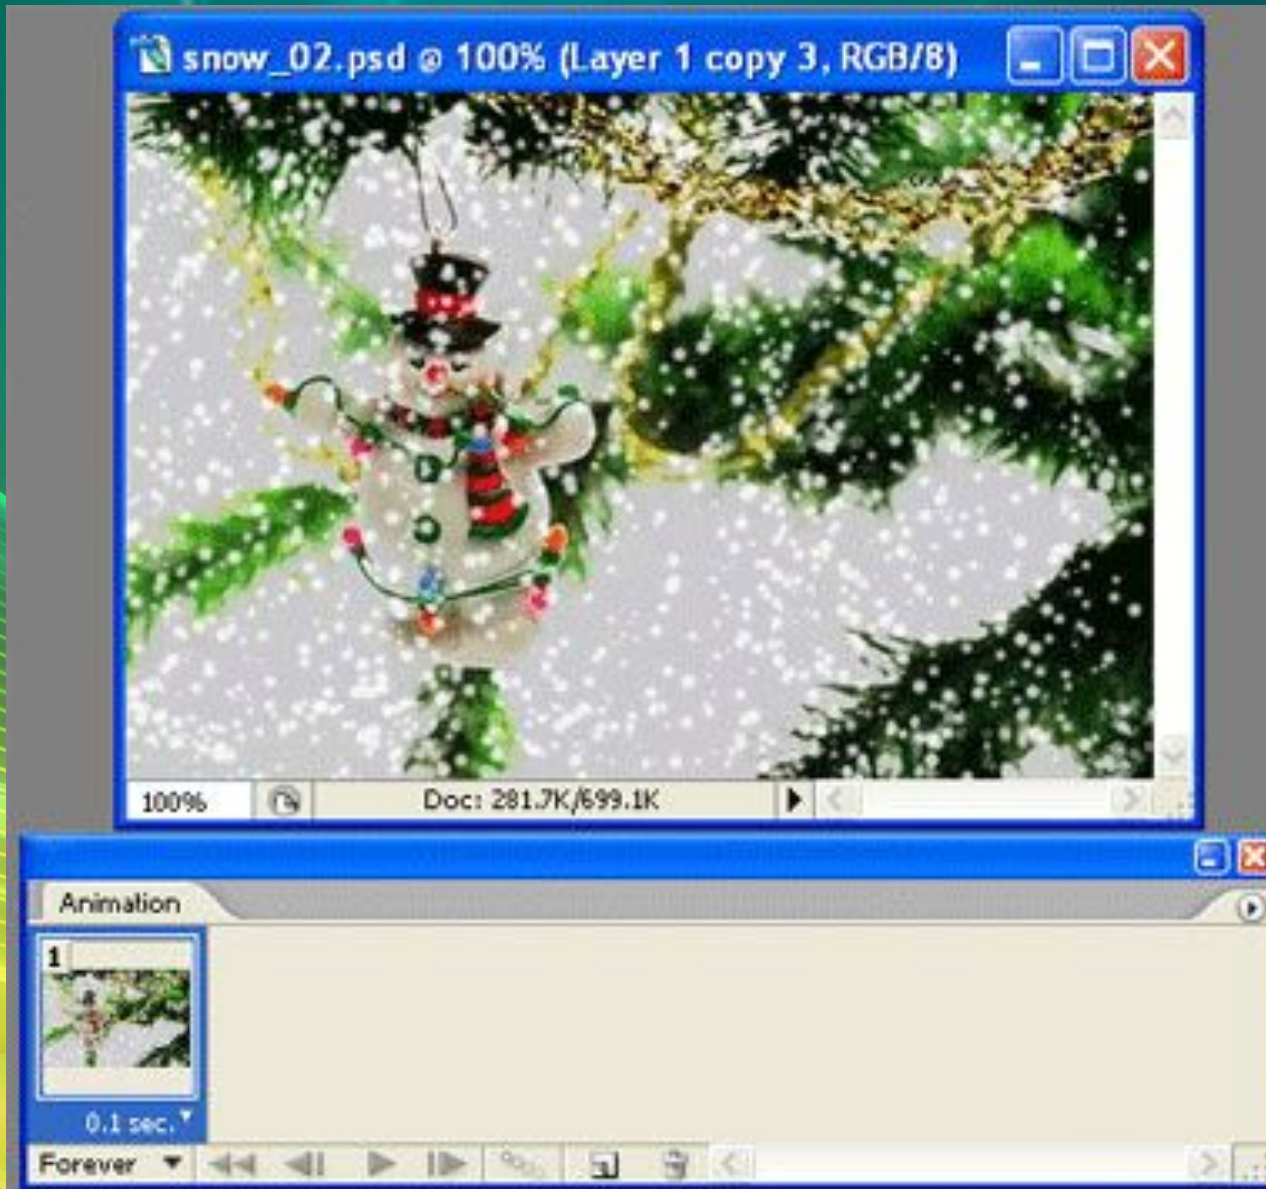 snow_02.psd @ 100% (Layer 1 copy 3, RGB/8)
100%
Doc: 281.7K/699.1K
Animation
1
0.1 sec.
Forever